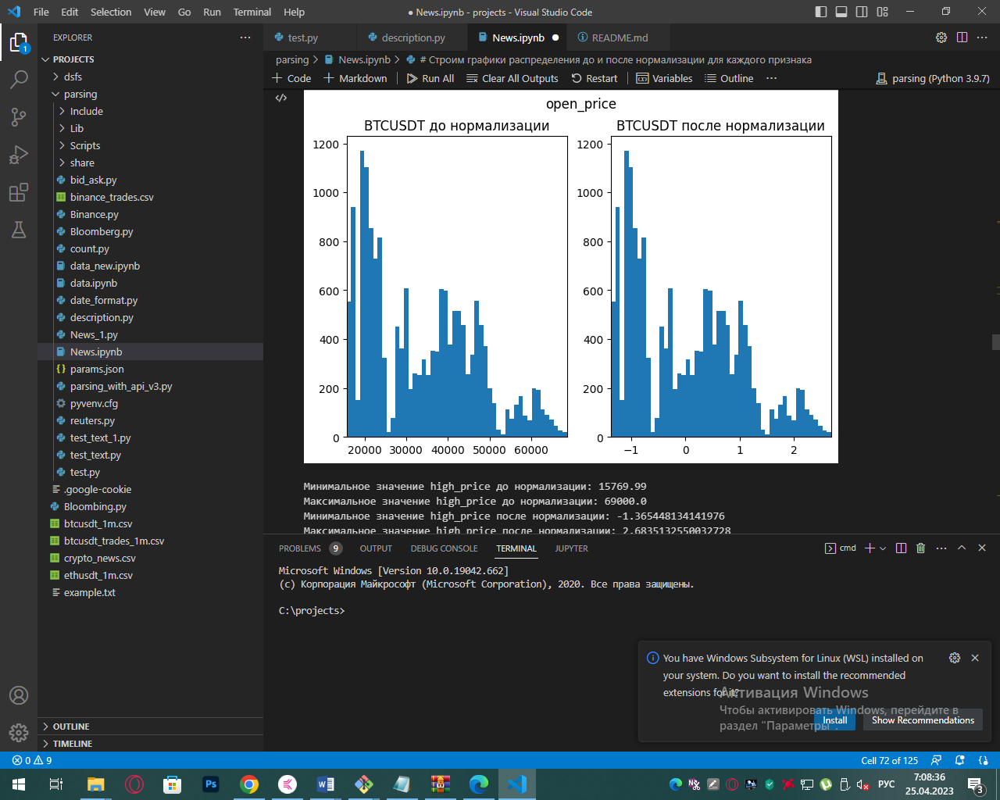 File Edit Selection View Go Run Terminal Help ● News.ipynb - projects - Visual Studio Code
EXPLORER
PROJECTS
dsfs
parsing
Include
Lib
Scripts
share
bid_ask.py
binance_trades.csv
Binance.py
Bloomberg.py
count.py
data_new.ipynb
data.ipynb
date_format.py
description.py
News_1.py
News.ipynb
params.json
parsing_with_api_v3.py
pyvenv.cfg
reuters.py
test_text_1.py
test_text.py
test.py
.google-cookie
Bloombing.py
btcusdt_1m.csv
btcusdt_trades_1m.csv
crypto_news.csv
ethusdt_1m.csv
example.txt
OUTLINE
TIMELINE
test.py description.py News.ipynb README.md
parsing > News.ipynb > # Строим графики распределения до и после нормализации для каждого признака
+ Code + Markdown Run All Clear All Outputs Restart Variables Outline ... parsing (Python 3.9.7)
open_price
BTCUSDT до нормализации BTCUSDT после нормализации
1200 1200
1000 1000
800 800
600 600
400 400
200 200
0 0
20000 30000 40000 50000 60000 −1 0 1 2
Минимальное значение high_price до нормализации: 15769.99
Максимальное значение high_price до нормализации: 69000.0
Минимальное значение high_price после нормализации: -1.365448134141976
Максимальное значение high_price после нормализации: 2.6835132550032728
PROBLEMS 9 OUTPUT DEBUG CONSOLE TERMINAL JUPYTER cmd
Microsoft Windows [Version 10.0.19042.662]
(c) Корпорация Майкрософт (Microsoft Corporation), 2020. Все права защищены.
C:\projects>
You have Windows Subsystem for Linux (WSL) installed on
your system. Do you want to install the recommended
extensions for it?
Install Show Recommendations
Активация Windows
Чтобы активировать Windows, перейдите в
раздел "Параметры".
0 9 Cell 72 of 125
РУС 7:08:36
25.04.2023 3